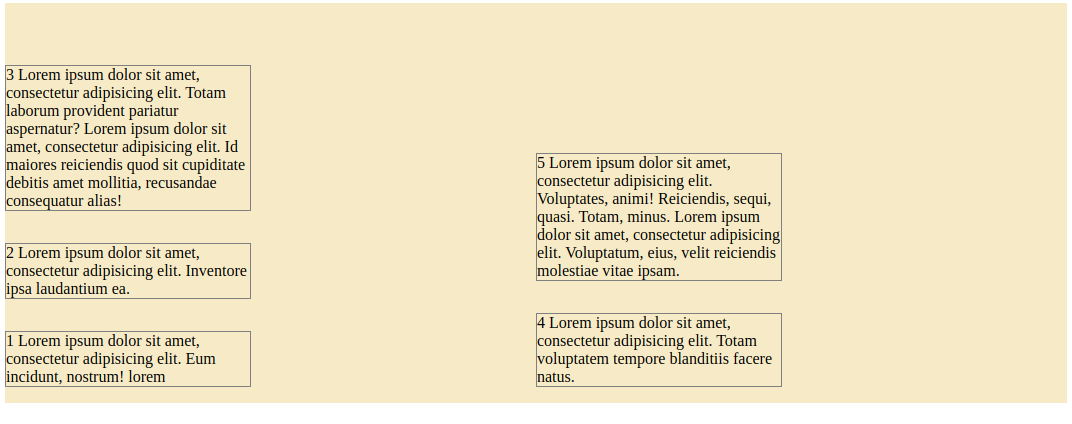 3 Lorem ipsum dolor sit amet,
consectetur adipisicing elit. Totam
laborum provident pariatur
aspernatur? Lorem ipsum dolor sit
amet, consectetur adipisicing elit. Id
maiores reiciendis quod sit cupiditate
debitis amet mollitia, recusandae
consequatur alias!
2 Lorem ipsum dolor sit amet,
consectetur adipisicing elit. Inventore
ipsa laudantium ea.
1 Lorem ipsum dolor sit amet,
consectetur adipisicing elit. Eum
incidunt, nostrum! lorem
5 Lorem ipsum dolor sit amet,
consectetur adipisicing elit.
Voluptates, animi! Reiciendis, sequi,
quasi. Totam, minus. Lorem ipsum
dolor sit amet, consectetur adipisicing
elit. Voluptatum, eius, velit reiciendis
molestiae vitae ipsam.
4 Lorem ipsum dolor sit amet,
consectetur adipisicing elit. Totam
voluptatem tempore blanditiis facere
natus.